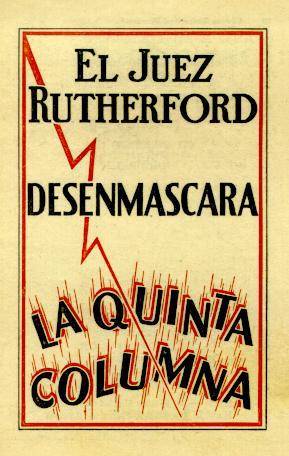 EL JUEZ
RUTHERFORD
DESENMASCARA
LA QUINTA
COLUMNA